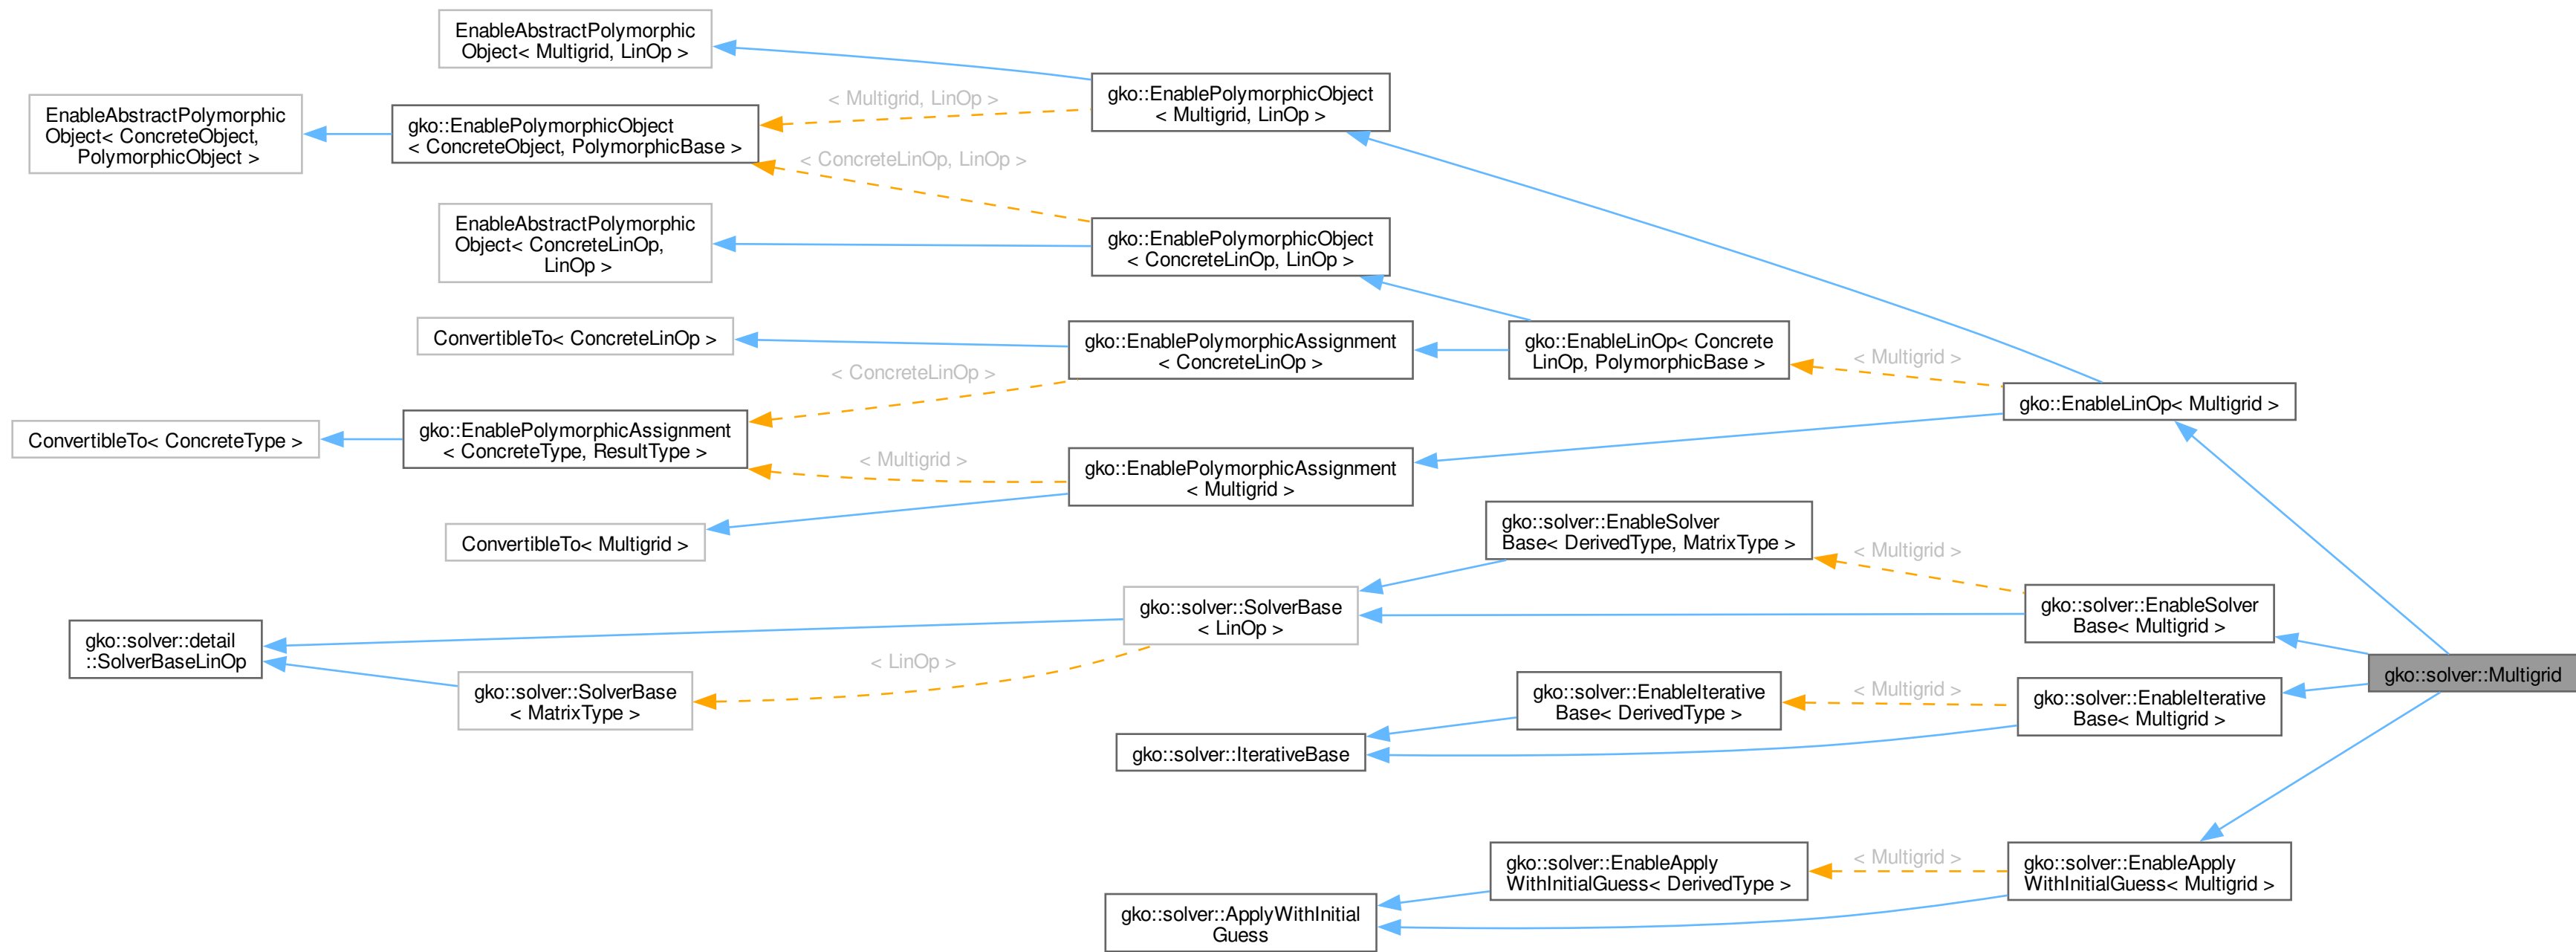 EnableAbstractPolymorphic
Object< Multigrid, LinOp >
EnableAbstractPolymorphic
Object< ConcreteObject,
PolymorphicObject >
gko::EnablePolymorphicObject
< ConcreteObject, PolymorphicBase >
< Multigrid, LinOp >
gko::EnablePolymorphicObject
< Multigrid, LinOp >
< ConcreteLinOp, LinOp >
EnableAbstractPolymorphic
Object< ConcreteLinOp,
LinOp >
gko::EnablePolymorphicObject
< ConcreteLinOp, LinOp >
ConvertibleTo< ConcreteLinOp >
gko::EnablePolymorphicAssignment
< ConcreteLinOp >
gko::EnableLinOp< Concrete
LinOp, PolymorphicBase >
< Multigrid >
gko::EnableLinOp< Multigrid >
< ConcreteLinOp >
ConvertibleTo< ConcreteType >
gko::EnablePolymorphicAssignment
< ConcreteType, ResultType >
< Multigrid >
gko::EnablePolymorphicAssignment
< Multigrid >
ConvertibleTo< Multigrid >
gko::solver::EnableSolver
Base< DerivedType, MatrixType >
< Multigrid >
gko::solver::SolverBase
< LinOp >
gko::solver::EnableSolver
Base< Multigrid >
gko::solver::detail
::SolverBaseLinOp
< LinOp >
gko::solver::SolverBase
< MatrixType >
gko::solver::Multigrid
gko::solver::EnableIterative
Base< DerivedType >
< Multigrid >
gko::solver::EnableIterative
Base< Multigrid >
gko::solver::IterativeBase
gko::solver::EnableApply
WithInitialGuess< DerivedType >
< Multigrid >
gko::solver::EnableApply
WithInitialGuess< Multigrid >
gko::solver::ApplyWithInitial
Guess